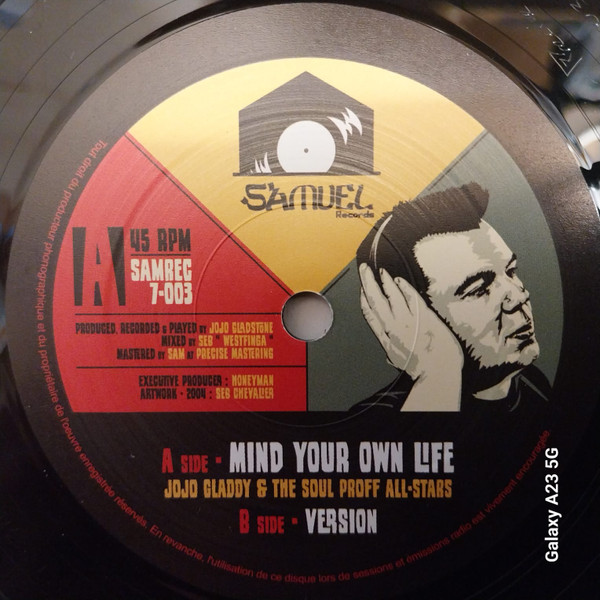 SAMUEL
Records
A
45 RPM
SAMREC
7-003
PRODUCED, RECORDED & PLAYED BY JOJO GLADSTONE
MIXED BY SEB " WESTFINGA "
MASTERED BY SAM AT PRECISE MASTERING
EXECUTIVE PRODUCER : HONEYMAN
ARTWORK - 2004 : SEB CHEVALIER
A SIDE - MIND YOUR OWN LIFE
JOJO GLADDY & THE SOUL PROFF ALL-STARS
B SIDE - VERSION
Tout droit du producteur phonographique et du propriétaire de l'oeuvre enregistrée réservés. En revanche, l'utilisation de ce disque lors de sessions et émissions radio est vivement encouragée.
Galaxy A23 5G